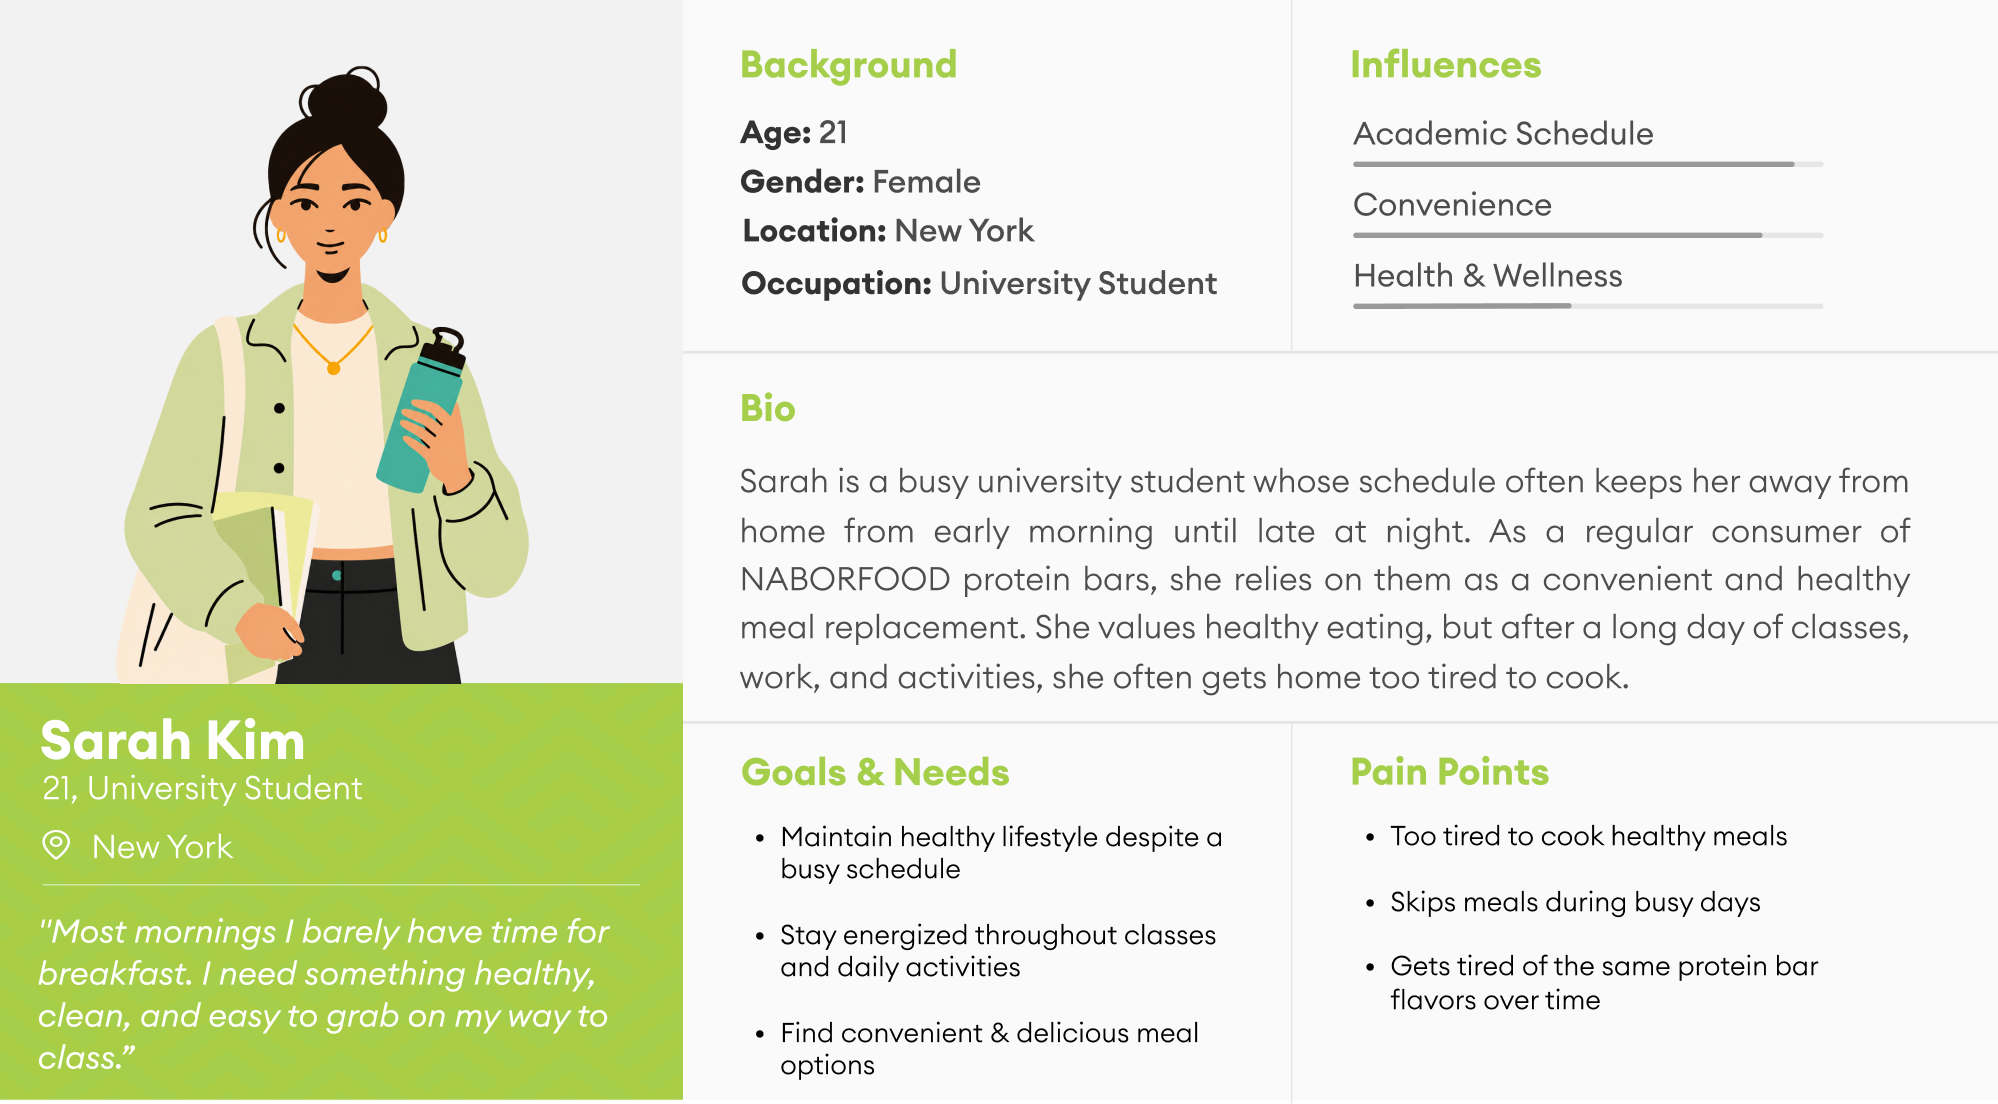 Sarah Kim
21, University Student
New York
"Most mornings I barely have time for
breakfast. I need something healthy,
clean, and easy to grab on my way to
class.”
Background
Age: 21
Gender: Female
Location: New York
Occupation: University Student
Influences
Academic Schedule
Convenience
Health & Wellness
Bio
Sarah is a busy university student whose schedule often keeps her away from
home from early morning until late at night. As a regular consumer of
NABORFOOD protein bars, she relies on them as a convenient and healthy
meal replacement. She values healthy eating, but after a long day of classes,
work, and activities, she often gets home too tired to cook.
Goals & Needs
• Maintain healthy lifestyle despite a
busy schedule
• Stay energized throughout classes
and daily activities
• Find convenient & delicious meal
options
Pain Points
• Too tired to cook healthy meals
• Skips meals during busy days
• Gets tired of the same protein bar
flavors over time